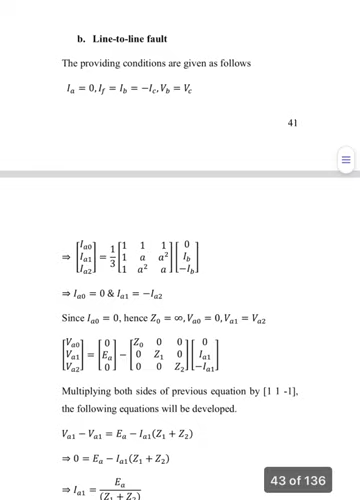 b. Line-to-line fault
The providing conditions are given as follows
I_a = 0, I_f = I_b = −I_c, V_b = V_c
41
⇒ [I_a0; I_a1; I_a2] = 1/3 [1 1 1; 1 a a²; 1 a² a] [0; I_b; −I_b]
⇒ I_a0 = 0 & I_a1 = −I_a2
Since I_a0 = 0, hence Z_0 = ∞, V_a0 = 0, V_a1 = V_a2
[V_a0; V_a1; V_a2] = [0; E_a; 0] − [Z_0 0 0; 0 Z_1 0; 0 0 Z_2] [0; I_a1; −I_a1]
Multiplying both sides of previous equation by [1 1 -1],
the following equations will be developed.
V_a1 − V_a1 = E_a − I_a1(Z_1 + Z_2)
⇒ 0 = E_a − I_a1(Z_1 + Z_2)
⇒ I_a1 = E_a / (Z_1 + Z_2)
43 of 136